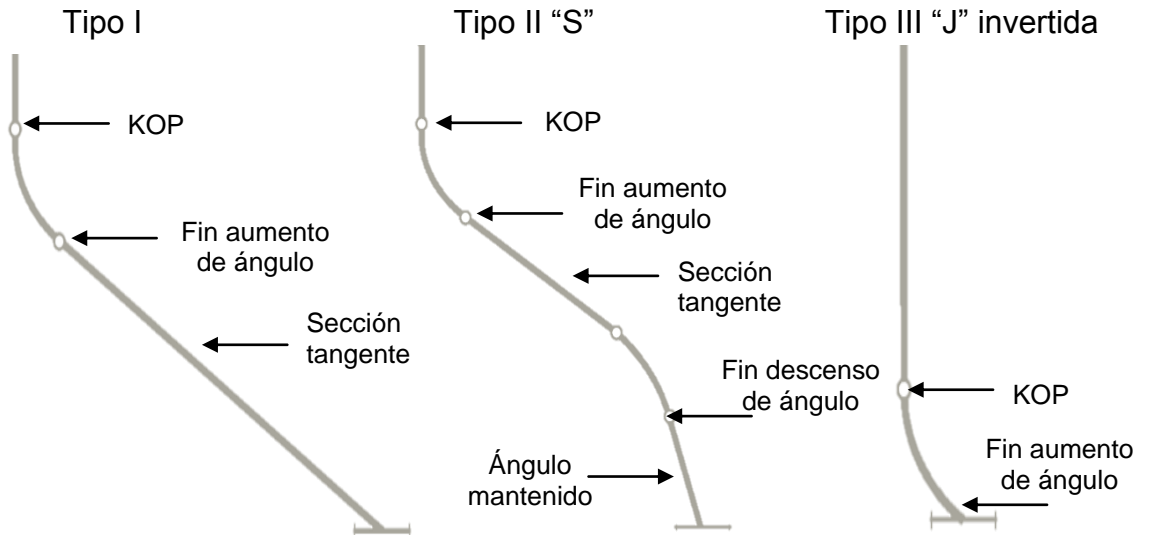 Tipo I
KOP
Fin aumento
de ángulo
Sección
tangente
Tipo II “S”
KOP
Fin aumento
de ángulo
Sección
tangente
Fin descenso
de ángulo
Ángulo
mantenido
Tipo III “J” invertida
KOP
Fin aumento
de ángulo